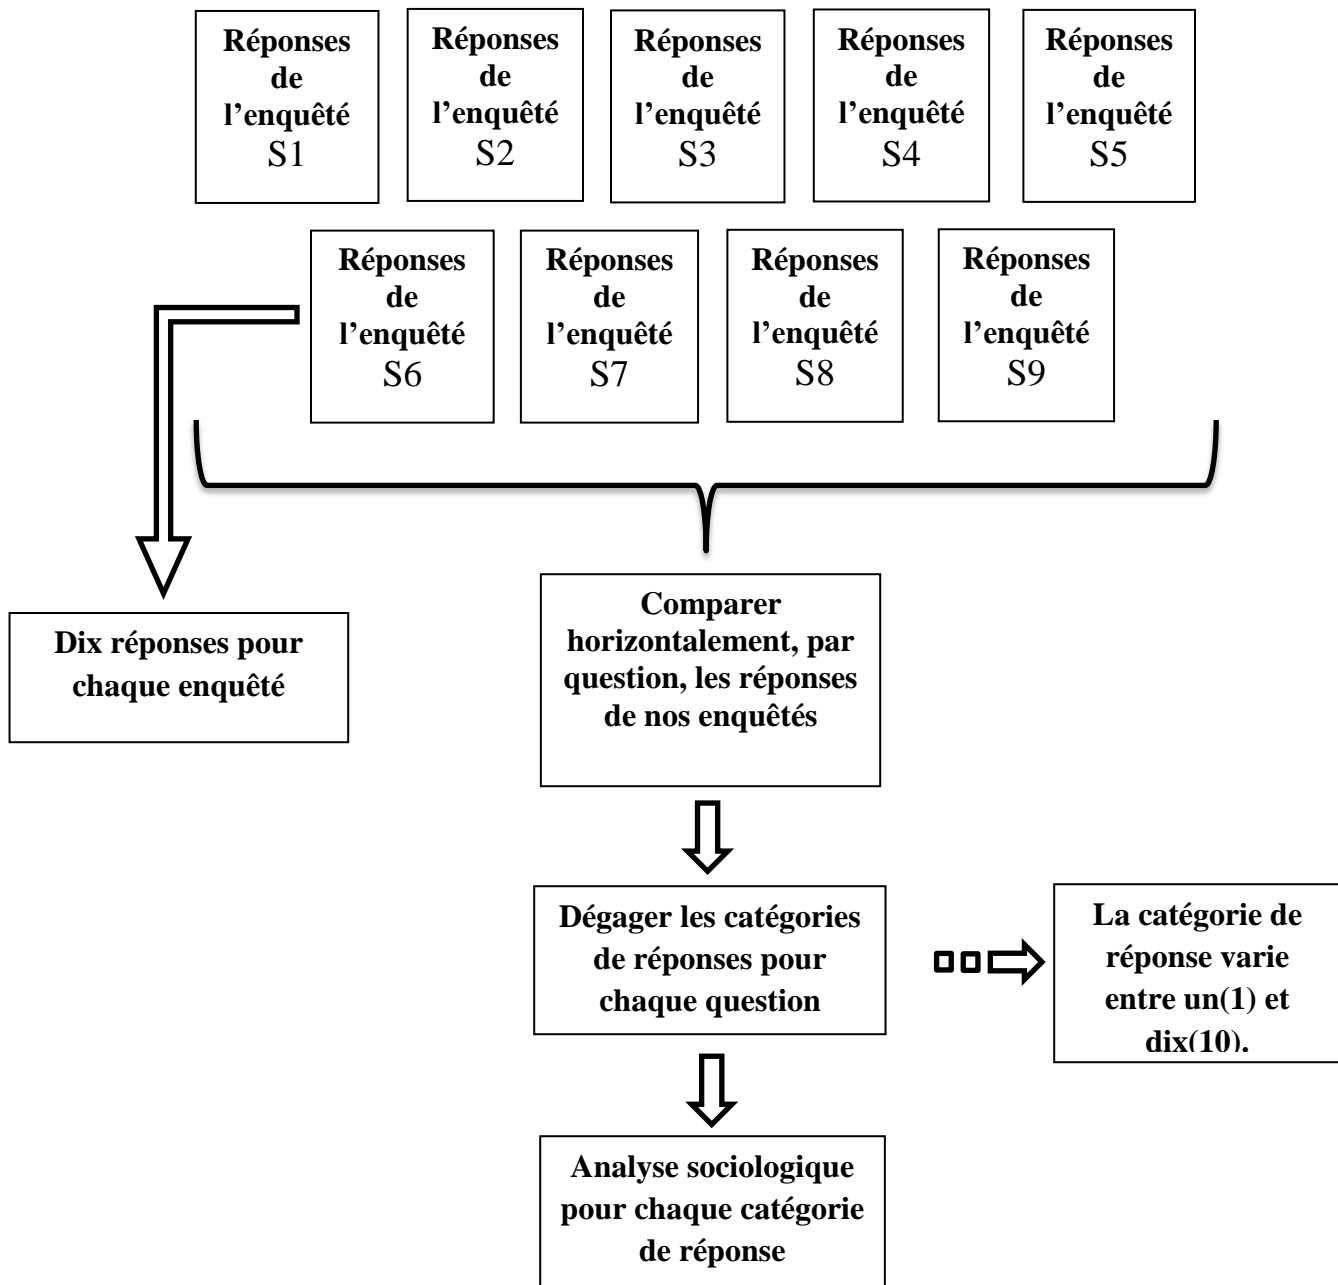 Réponses
de
l’enquêté
S1
Réponses
de
l’enquêté
S2
Réponses
de
l’enquêté
S3
Réponses
de
l’enquêté
S4
Réponses
de
l’enquêté
S5
Réponses
de
l’enquêté
S6
Réponses
de
l’enquêté
S7
Réponses
de
l’enquêté
S8
Réponses
de
l’enquêté
S9
Dix réponses pour
chaque enquêté
Comparer
horizontalement, par
question, les réponses
de nos enquêtés
Dégager les catégories
de réponses pour
chaque question
La catégorie de
réponse varie
entre un(1) et
dix(10).
Analyse sociologique
pour chaque catégorie
de réponse